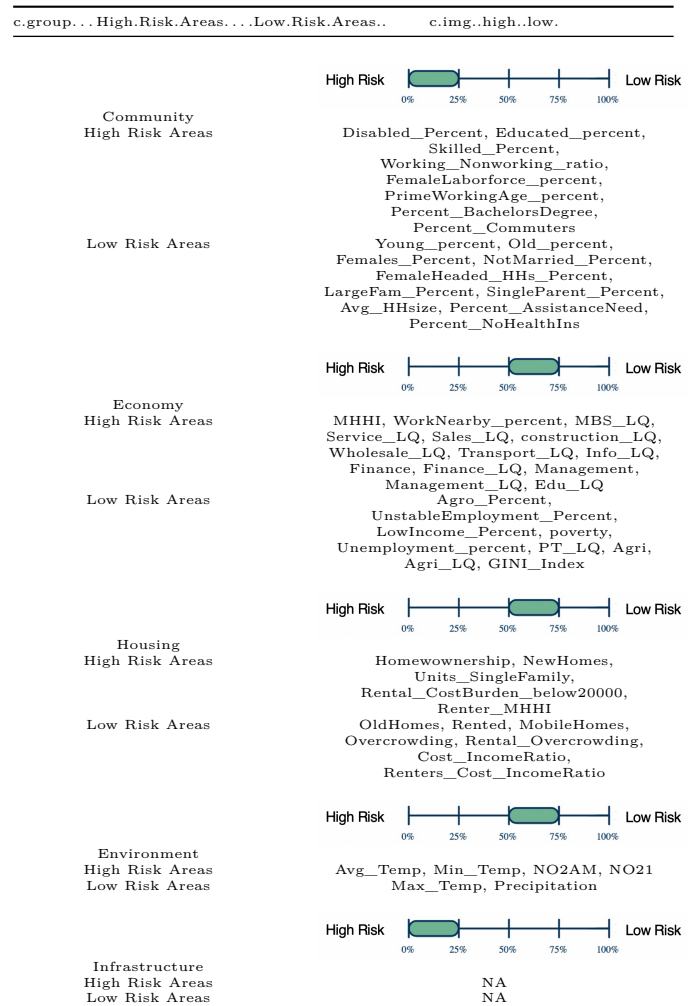 c.group...High.Risk.Areas....Low.Risk.Areas.. c.img..high..low.
High Risk Low Risk
0% 25% 50% 75% 100%
Community
High Risk Areas Disabled_Percent, Educated_percent,
Skilled_Percent,
Working_Nonworking_ratio,
FemaleLaborforce_percent,
PrimeWorkingAge_percent,
Percent_BachelorsDegree,
Percent_Commuters
Low Risk Areas Young_percent, Old_percent,
Females_Percent, NotMarried_Percent,
FemaleHeaded_HHs_Percent,
LargeFam_Percent, SingleParent_Percent,
Avg_HHsize, Percent_AssistanceNeed,
Percent_NoHealthIns
High Risk Low Risk
0% 25% 50% 75% 100%
Economy
High Risk Areas MHHI, WorkNearby_percent, MBS_LQ,
Service_LQ, Sales_LQ, construction_LQ,
Wholesale_LQ, Transport_LQ, Info_LQ,
Finance, Finance_LQ, Management,
Management_LQ, Edu_LQ
Low Risk Areas Agro_Percent,
UnstableEmployment_Percent,
LowIncome_Percent, poverty,
Unemployment_percent, PT_LQ, Agri,
Agri_LQ, GINI_Index
High Risk Low Risk
0% 25% 50% 75% 100%
Housing
High Risk Areas Homewownership, NewHomes,
Units_SingleFamily,
Rental_CostBurden_below20000,
Renter_MHHI
Low Risk Areas OldHomes, Rented, MobileHomes,
Overcrowding, Rental_Overcrowding,
Cost_IncomeRatio,
Renters_Cost_IncomeRatio
High Risk Low Risk
0% 25% 50% 75% 100%
Environment
High Risk Areas Avg_Temp, Min_Temp, NO2AM, NO21
Low Risk Areas Max_Temp, Precipitation
High Risk Low Risk
0% 25% 50% 75% 100%
Infrastructure
High Risk Areas NA
Low Risk Areas NA